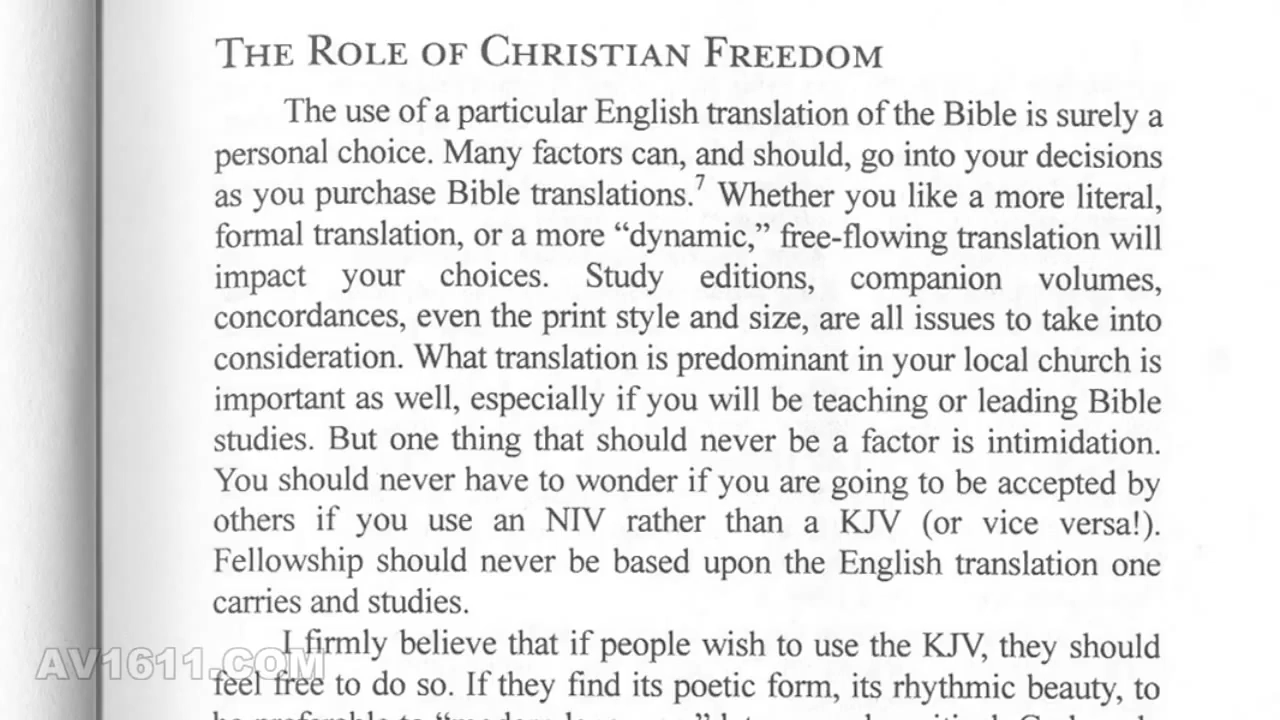 THE ROLE OF CHRISTIAN FREEDOM
The use of a particular English translation of the Bible is surely a
personal choice. Many factors can, and should, go into your decisions
as you purchase Bible translations.7 Whether you like a more literal,
formal translation, or a more “dynamic,” free-flowing translation will
impact your choices. Study editions, companion volumes,
concordances, even the print style and size, are all issues to take into
consideration. What translation is predominant in your local church is
important as well, especially if you will be teaching or leading Bible
studies. But one thing that should never be a factor is intimidation.
You should never have to wonder if you are going to be accepted by
others if you use an NIV rather than a KJV (or vice versa!).
Fellowship should never be based upon the English translation one
carries and studies.
I firmly believe that if people wish to use the KJV, they should
AV1611.COM
feel free to do so. If they find its poetic form, its rhythmic beauty, to